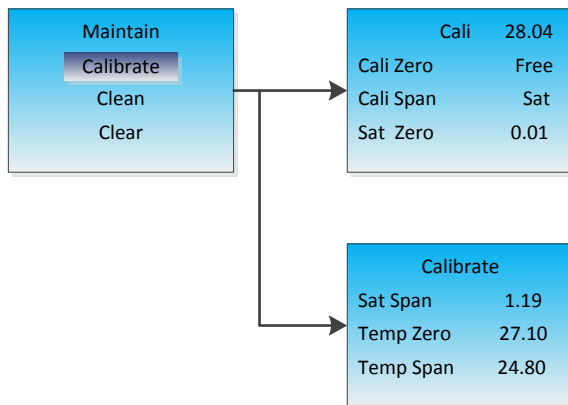 Maintain
Calibrate
Clean
Clear
Cali 28.04
Cali Zero Free
Cali Span Sat
Sat Zero 0.01
Calibrate
Sat Span 1.19
Temp Zero 27.10
Temp Span 24.80